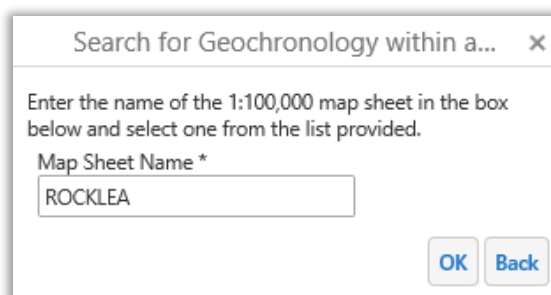 Search for Geochronology within a... ×
Enter the name of the 1:100,000 map sheet in the box
below and select one from the list provided.
Map Sheet Name *
ROCKLEA
OK Back